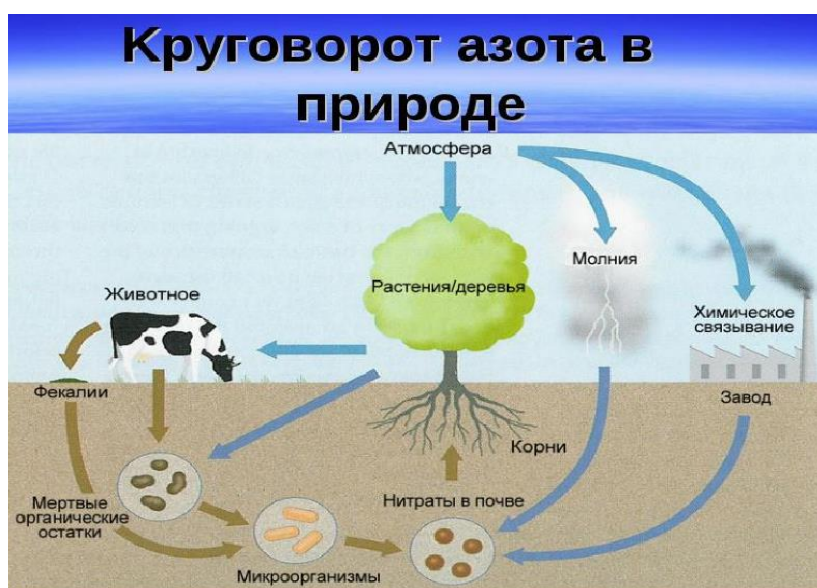 Круговорот азота в
природе
Атмосфера
Молния
Растения/деревья
Животное
Химическое
связывание
Фекалии
Завод
Корни
Мертвые
органические
остатки
Нитраты в почве
Микроорганизмы